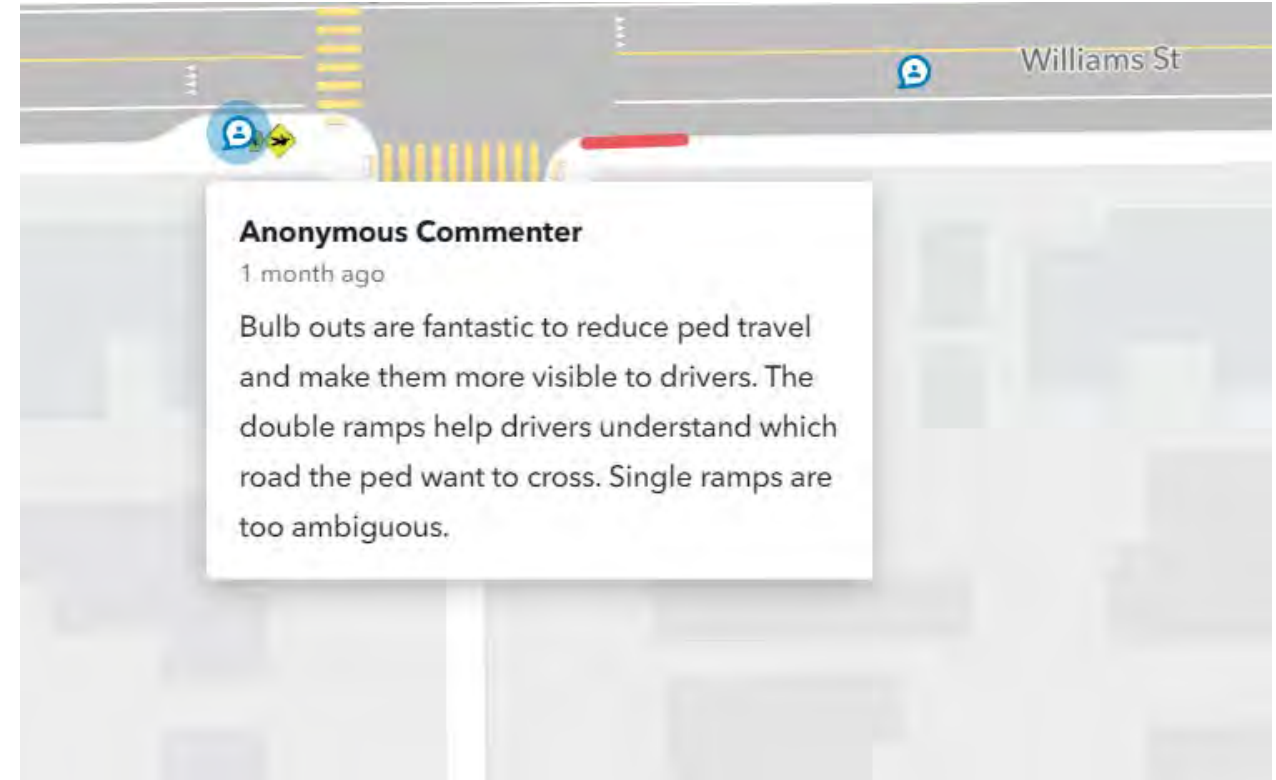 Williams St
Anonymous Commenter
1 month ago
Bulb outs are fantastic to reduce ped travel
and make them more visible to drivers. The
double ramps help drivers understand which
road the ped want to cross. Single ramps are
too ambiguous.